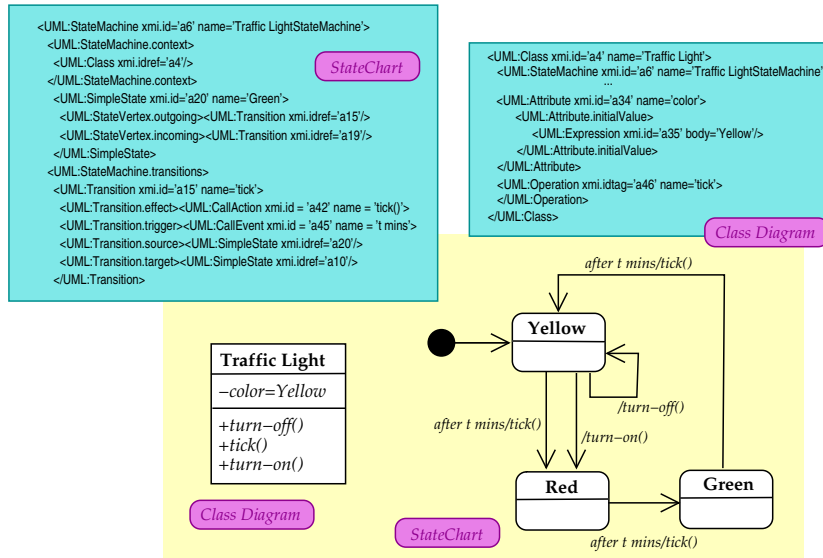 <UML:StateMachine xmi.id='a6' name='Traffic LightStateMachine'>
<UML:StateMachine.context>
<UML:Class xmi.idref='a4'/>
</UML:StateMachine.context>
<UML:SimpleState xmi.id='a20' name='Green'>
<UML:StateVertex.outgoing><UML:Transition xmi.idref='a15'/>
<UML:StateVertex.incoming><UML:Transition xmi.idref='a19'/>
</UML:SimpleState>
<UML:StateMachine.transitions>
<UML:Transition xmi.id='a15' name='tick'>
<UML:Transition.effect><UML:CallAction xmi.id = 'a42' name = 'tick()'>
<UML:Transition.trigger><UML:CallEvent xmi.id = 'a45' name = 't mins'>
<UML:Transition.source><UML:SimpleState xmi.idref='a20'/>
<UML:Transition.target><UML:SimpleState xmi.idref='a10'/>
</UML:Transition>
StateChart
<UML:Class xmi.id='a4' name='Traffic Light'>
<UML:StateMachine xmi.id='a6' name='Traffic LightStateMachine'
...
<UML:Attribute xmi.id='a34' name='color'>
<UML:Attribute.initialValue>
<UML:Expression xmi.id='a35' body='Yellow'/>
</UML:Attribute.initialValue>
</UML:Attribute>
<UML:Operation xmi.idtag='a46' name='tick'>
</UML:Operation>
</UML:Class>
Class Diagram
after t mins/tick()
Yellow
Traffic Light
−color=Yellow
+turn−off()
+tick()
+turn−on()
/turn−off()
after t mins/tick()
/turn−on()
Red
Green
Class Diagram
StateChart
after t mins/tick()